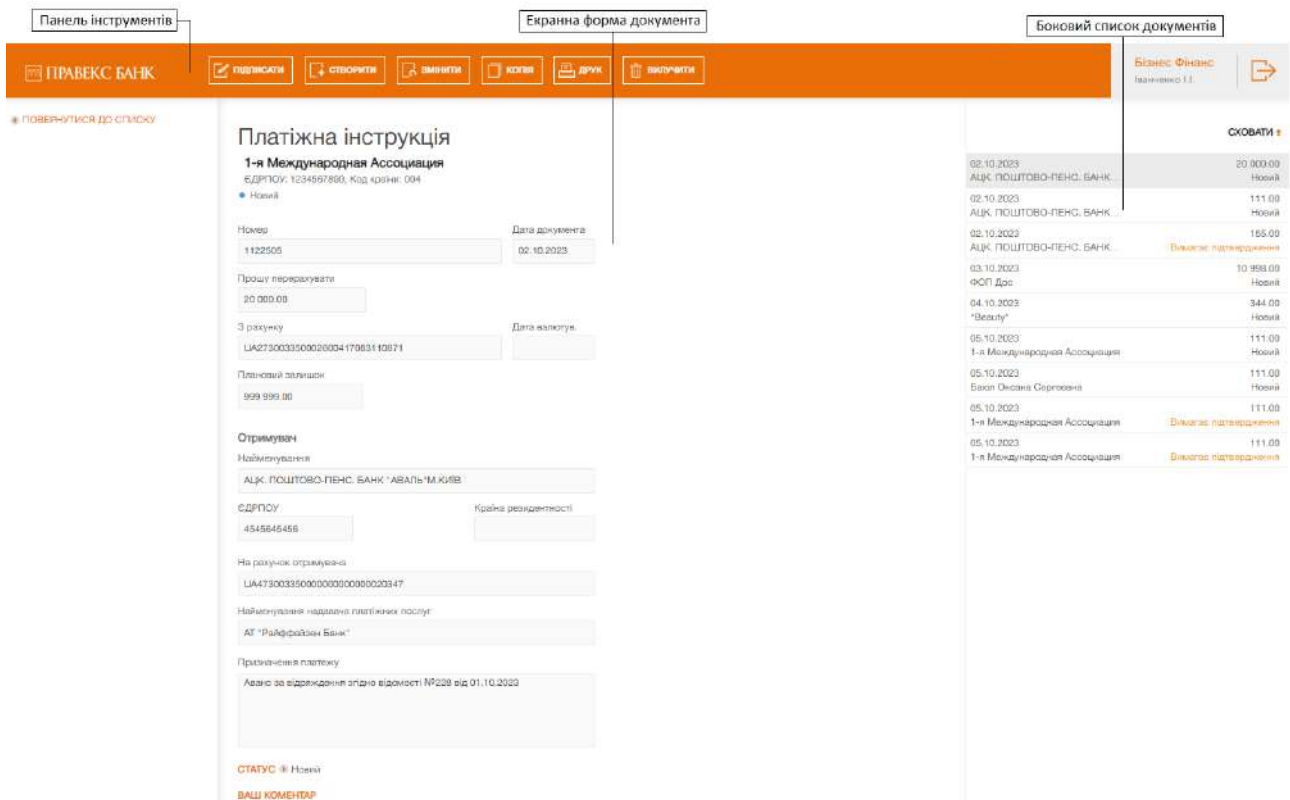 Панель інструментів
Екранна форма документа
Боковий список документів
ПРАВЕКС БАНК
ПІДПИСАТИ
СТВОРИТИ
ЗМІНИТИ
КОПІЯ
ДРУК
ВИЛУЧИТИ
Бізнес Фінанс
Іванченко І.І.
ПОВЕРНУТИСЯ ДО СПИСКУ
СХОВАТИ
Платіжна інструкція
1-я Международная Ассоциация
ЄДРПОУ: 1234567890, Код країни: 004
Новий
Номер Дата документа
1122505 02.10.2023
Прошу перерахувати
20 000.00
З рахунку Дата валютув.
UA273003350002600417083110871
Плановий залишок
999 999.00
Отримувач
Найменування
АЦК. ПОШТОВО-ПЕНС. БАНК "АВАЛЬ"М.КИЇВ
ЄДРПОУ Країна резидентності
4545645456
На рахунок отримувача
Найменування надавача платіжних послуг
АТ "Райффайзен Банк"
Призначення платежу
Аванс за відрядження згідно відомості №228 від 01.10.2023
СТАТУС Новий
ВАШ КОМЕНТАР
02.10.2023 20 000.00
АЦК. ПОШТОВО-ПЕНС. БАНК... Новий
02.10.2023 111.00
АЦК. ПОШТОВО-ПЕНС. БАНК... Новий
02.10.2023 155.00
АЦК. ПОШТОВО-ПЕНС. БАНК... Вимагає підтвердження
03.10.2023 10 998.00
ФОП Дос Новий
04.10.2023 344.00
"Beauty" Новий
05.10.2023 111.00
1-я Международная Ассоциация Новий
05.10.2023 111.00
Оксана Новий
05.10.2023 111.00
1-я Международная Ассоциация Вимагає підтвердження
05.10.2023 111.00
1-я Международная Ассоциация Вимагає підтвердження